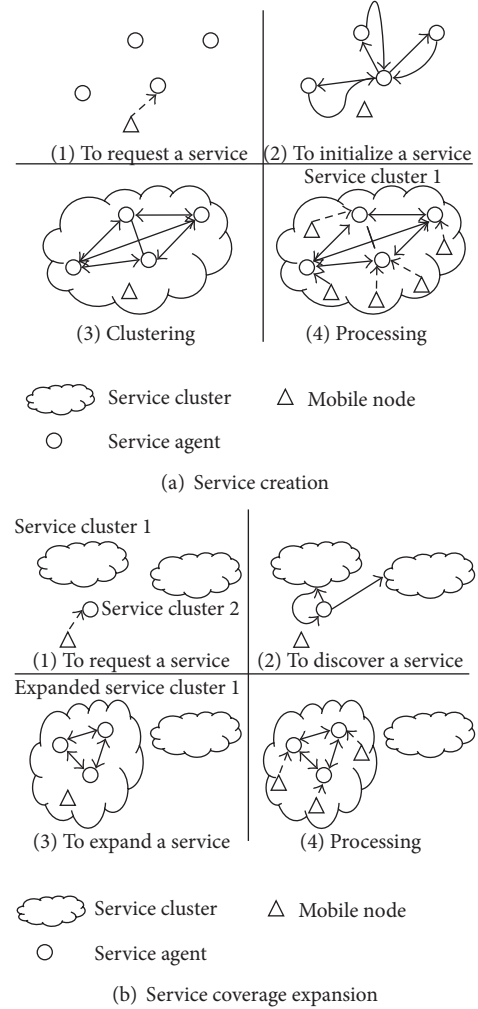 (1) To request a service
(2) To initialize a service
Service cluster 1
(3) Clustering
(4) Processing
Service cluster
Mobile node
Service agent
(a) Service creation
Service cluster 1
Service cluster 2
(1) To request a service
(2) To discover a service
Expanded service cluster 1
(3) To expand a service
(4) Processing
Service cluster
Mobile node
Service agent
(b) Service coverage expansion